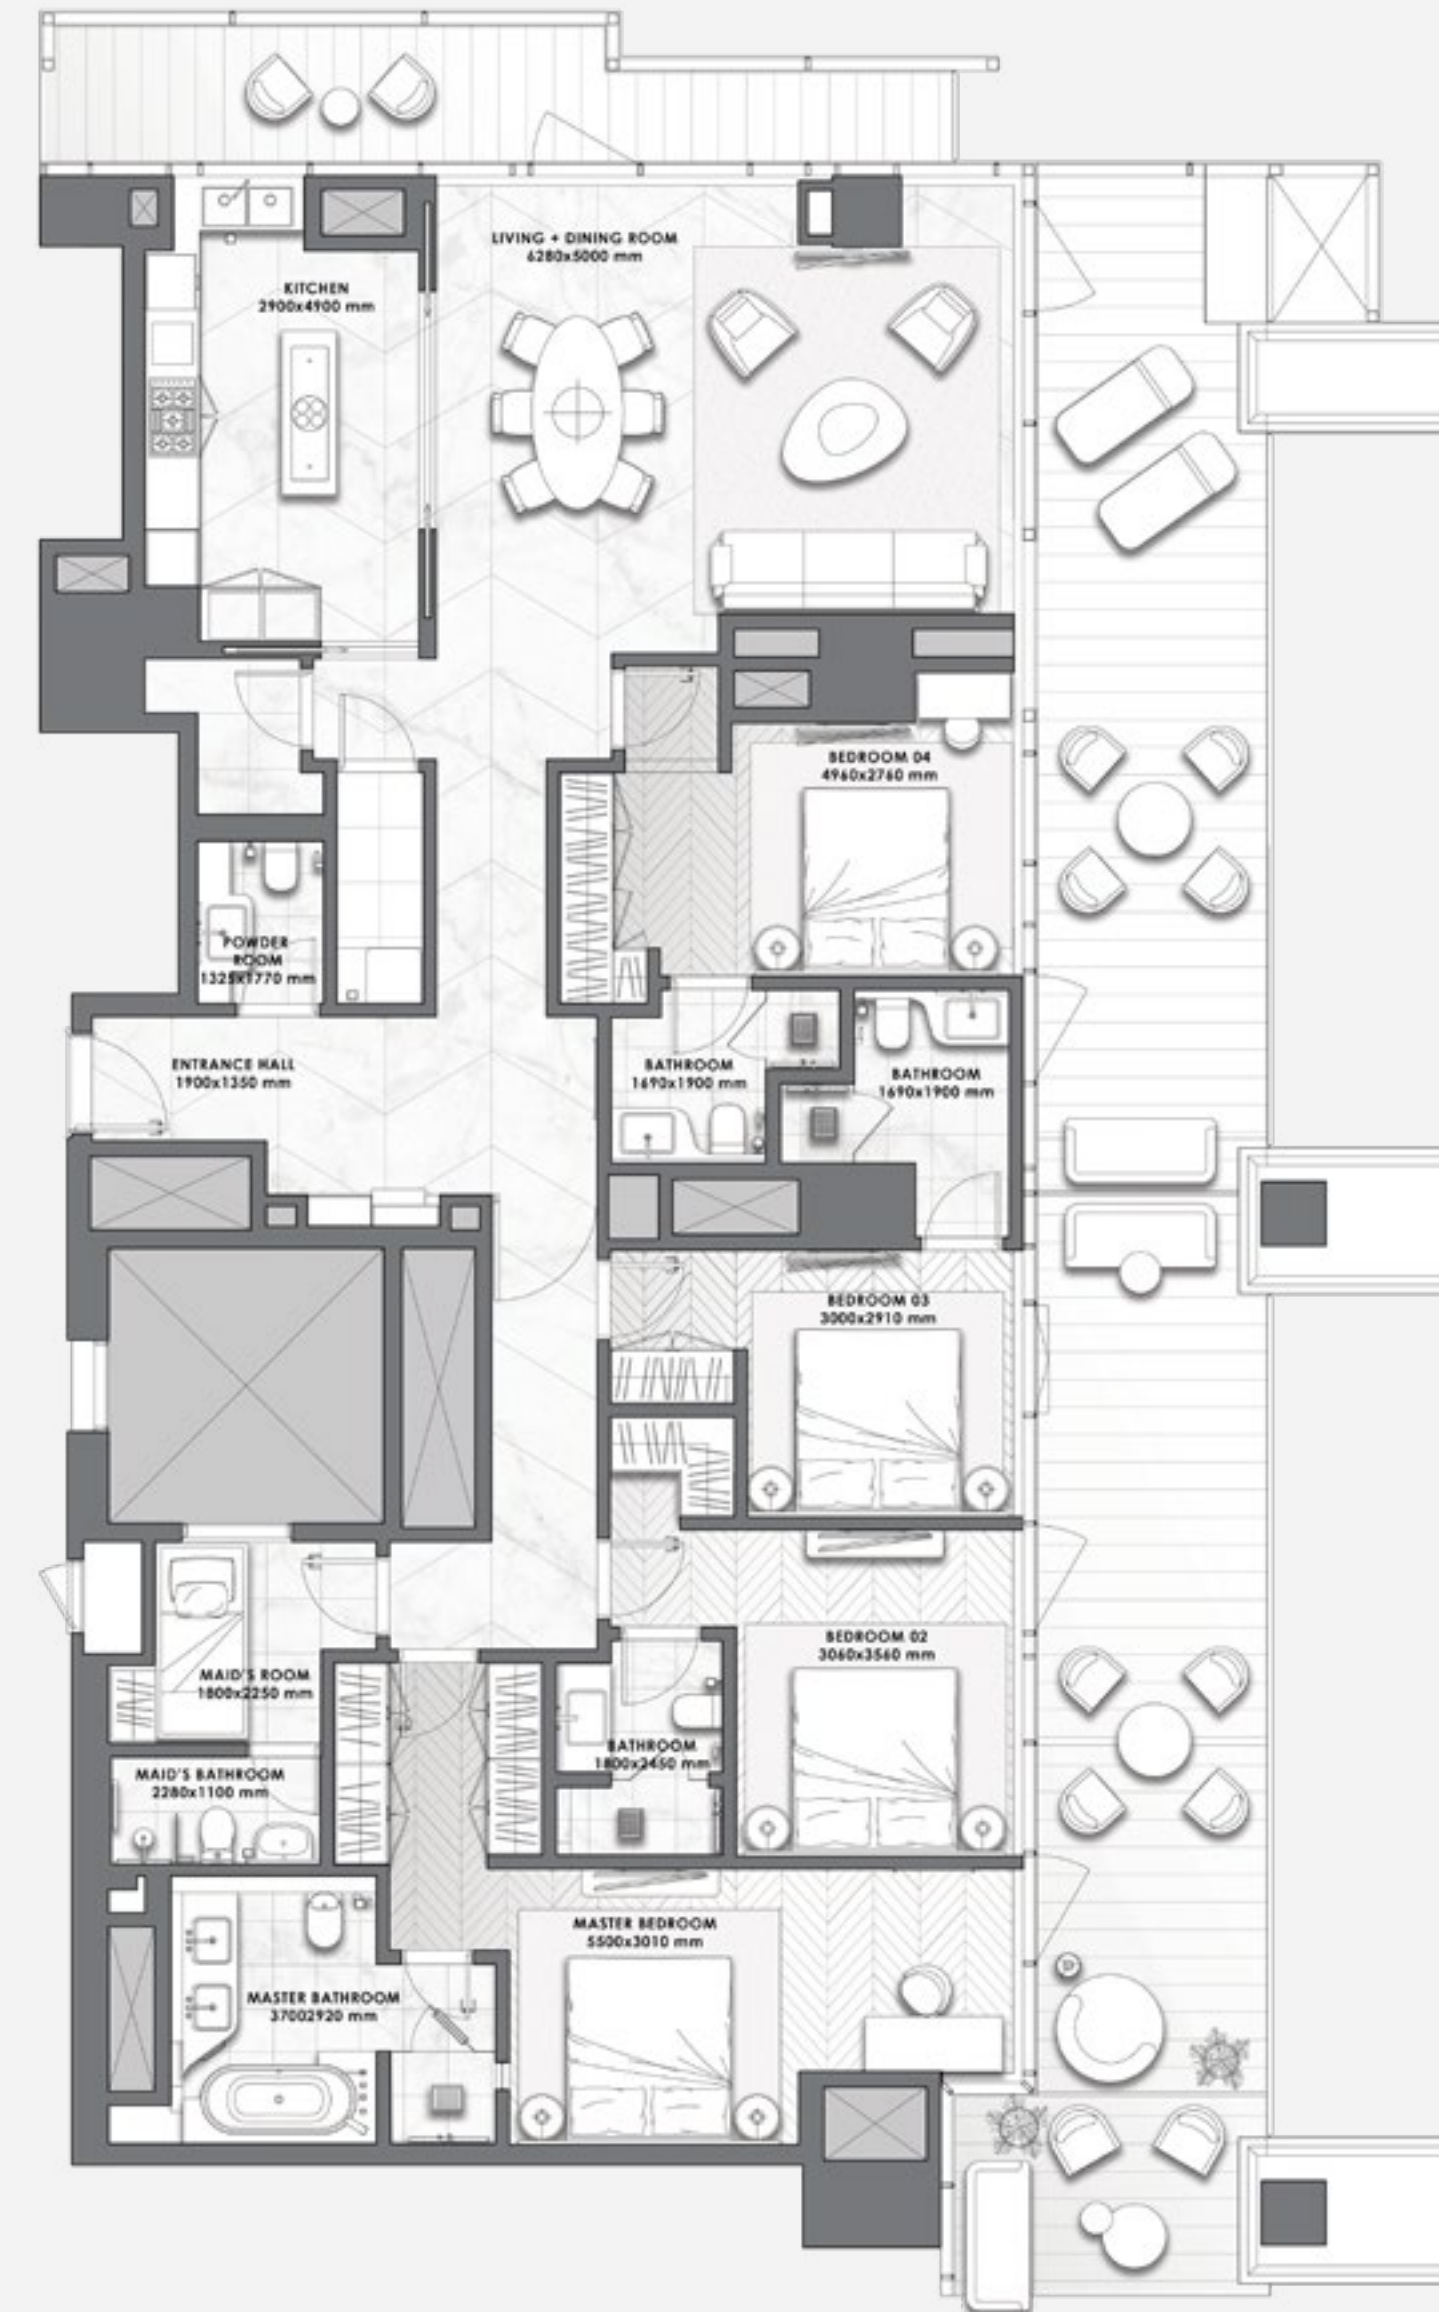 LIVING + DINING ROOM
6280x5000 mm
KITCHEN
2900x4900 mm
BEDROOM 04
4960x2760 mm
POWDER
ROOM
1325x1770 mm
ENTRANCE HALL
1900x1350 mm
BATHROOM
1690x1900 mm
BATHROOM
1690x1900 mm
BEDROOM 03
3000x2910 mm
BEDROOM 02
3060x3560 mm
MAID'S ROOM
1800x2250 mm
BATHROOM
1800x2450 mm
MAID'S BATHROOM
2280x1100 mm
MASTER BEDROOM
5500x3010 mm
MASTER BATHROOM
37002920 mm